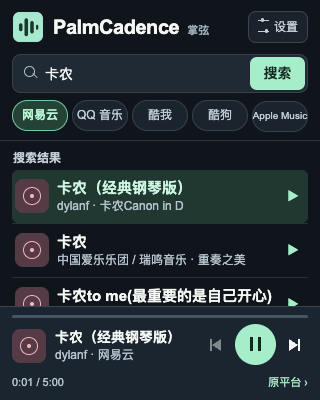 PalmCadence 掌弦
设置
卡农
搜索
网易云
QQ 音乐
酷我
酷狗
Apple Music
搜索结果
卡农（经典钢琴版）
dylanf · 卡农Canon in D
卡农
中国爱乐乐团 / 瑞鸣音乐 · 重奏之美
卡农to me(最重要的是自己开心)
卡农（经典钢琴版）
dylanf · 网易云
0:01 / 5:00
原平台 ›